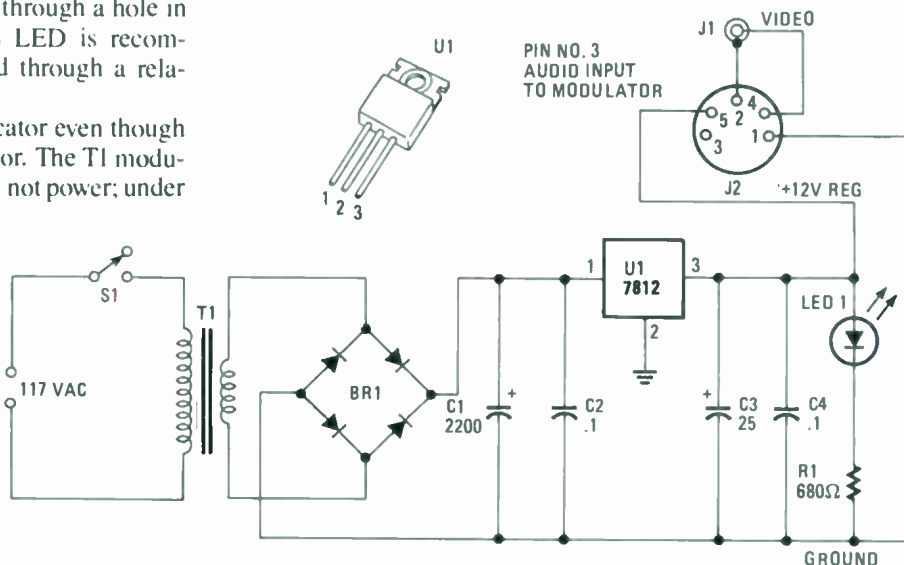 through a hole in
LED is recom-
d through a rela-
cator even though
or. The T1 modu-
not power; under
U1
1 2 3
PIN NO. 3
AUDIO INPUT
TO MODULATOR
J1
VIDEO
5 2 4
3 1
J2
+12V REG
S1
T1
117 VAC
BR1
C1
2200
+
C2
.1
1
U1
7812
3
2
+
C3
25
C4
.1
LED 1
R1
680Ω
GROUND